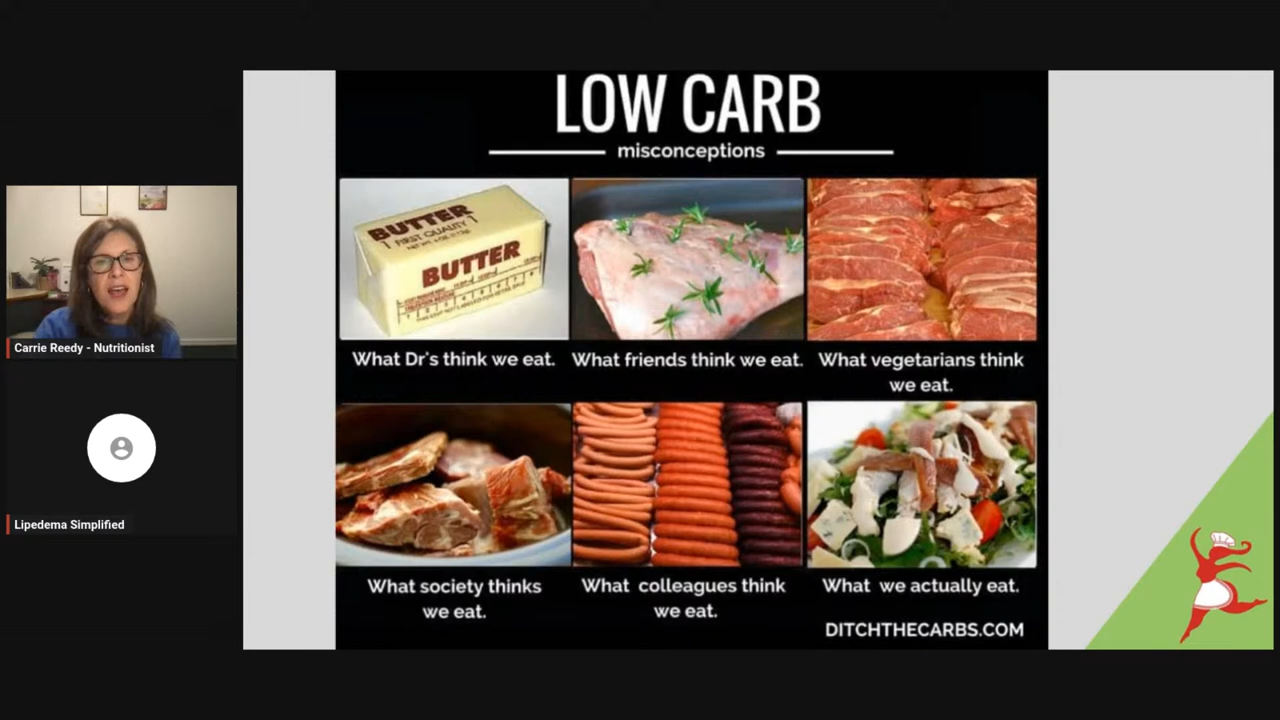 LOW CARB
misconceptions
BUTTER
FIRST QUALITY
BUTTER
What Dr's think we eat.
What friends think we eat.
What vegetarians think
we eat.
What society thinks
we eat.
What colleagues think
we eat.
What we actually eat.
DITCHTHECARBS.COM
Carrie Reedy - Nutritionist
Lipedema Simplified